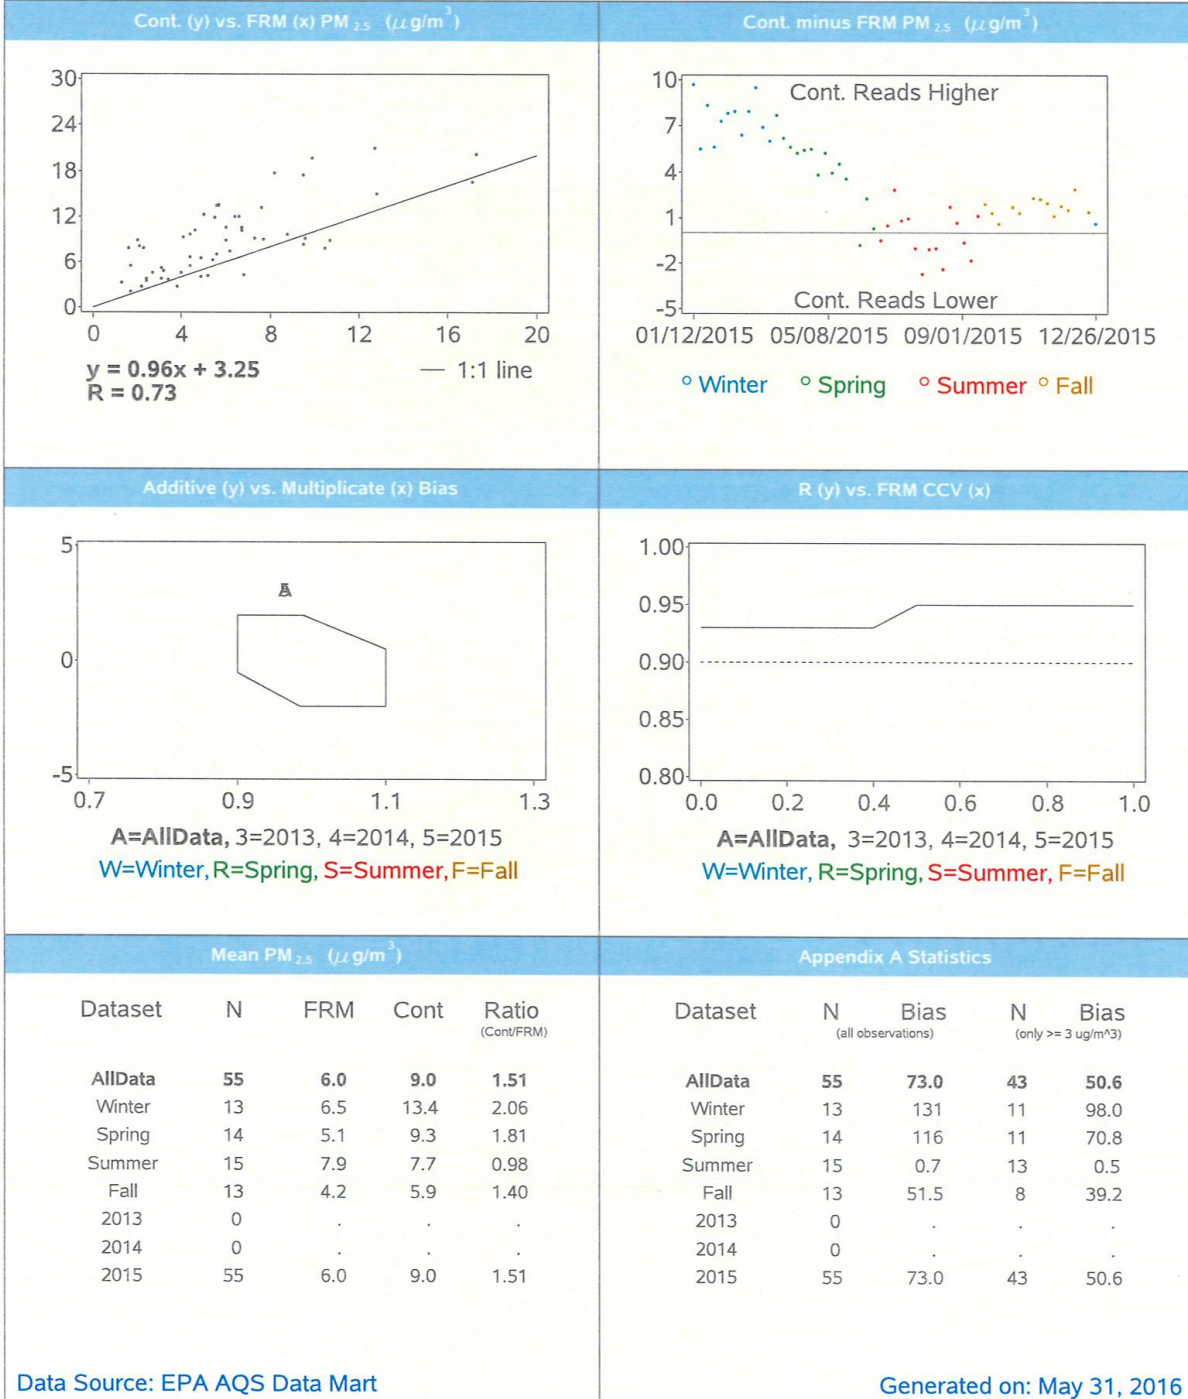 Cont. (y) vs. FRM (x) PM 2.5 (μg/m3)
30
24
18
12
6
0
0 4 8 12 16 20
y = 0.96x + 3.25
R = 0.73
— 1:1 line
Cont. minus FRM PM 2.5 (μg/m3)
10
7
4
1
-2
-5
Cont. Reads Higher
Cont. Reads Lower
01/12/2015 05/08/2015 09/01/2015 12/26/2015
° Winter ° Spring ° Summer ° Fall
Additive (y) vs. Multiplicate (x) Bias
5
0
-5
A
0.7 0.9 1.1 1.3
A=AllData, 3=2013, 4=2014, 5=2015
W=Winter, R=Spring, S=Summer, F=Fall
R (y) vs. FRM CCV (x)
1.00
0.95
0.90
0.85
0.80
0.0 0.2 0.4 0.6 0.8 1.0
A=AllData, 3=2013, 4=2014, 5=2015
W=Winter, R=Spring, S=Summer, F=Fall
Mean PM 2.5 (μg/m3)
Dataset N FRM Cont Ratio
(Cont/FRM)
AllData 55 6.0 9.0 1.51
Winter 13 6.5 13.4 2.06
Spring 14 5.1 9.3 1.81
Summer 15 7.9 7.7 0.98
Fall 13 4.2 5.9 1.40
2013 0 . . .
2014 0 . . .
2015 55 6.0 9.0 1.51
Appendix A Statistics
Dataset N Bias N Bias
(all observations) (only >= 3 ug/m^3)
AllData 55 73.0 43 50.6
Winter 13 131 11 98.0
Spring 14 116 11 70.8
Summer 15 0.7 13 0.5
Fall 13 51.5 8 39.2
2013 0 . . .
2014 0 . . .
2015 55 73.0 43 50.6
Data Source: EPA AQS Data Mart
Generated on: May 31, 2016